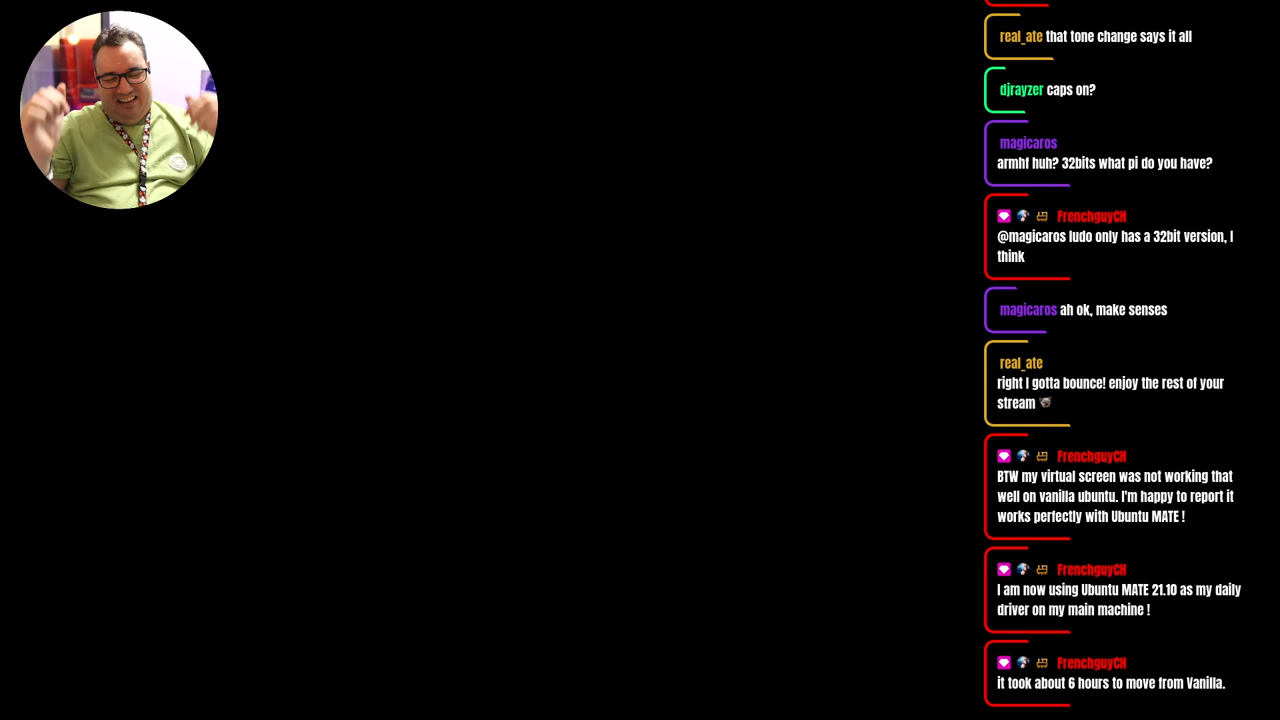 real_ate that tone change says it all
djrayzer caps on?
magicaros
armhf huh? 32bits what pi do you have?
FrenchguyCH
@magicaros ludo only has a 32bit version, I
think
magicaros ah ok, make senses
real_ate
right I gotta bounce! enjoy the rest of your
stream
FrenchguyCH
BTW my virtual screen was not working that
well on vanilla ubuntu. I'm happy to report it
works perfectly with Ubuntu MATE !
FrenchguyCH
I am now using Ubuntu MATE 21.10 as my daily
driver on my main machine !
FrenchguyCH
it took about 6 hours to move from Vanilla.